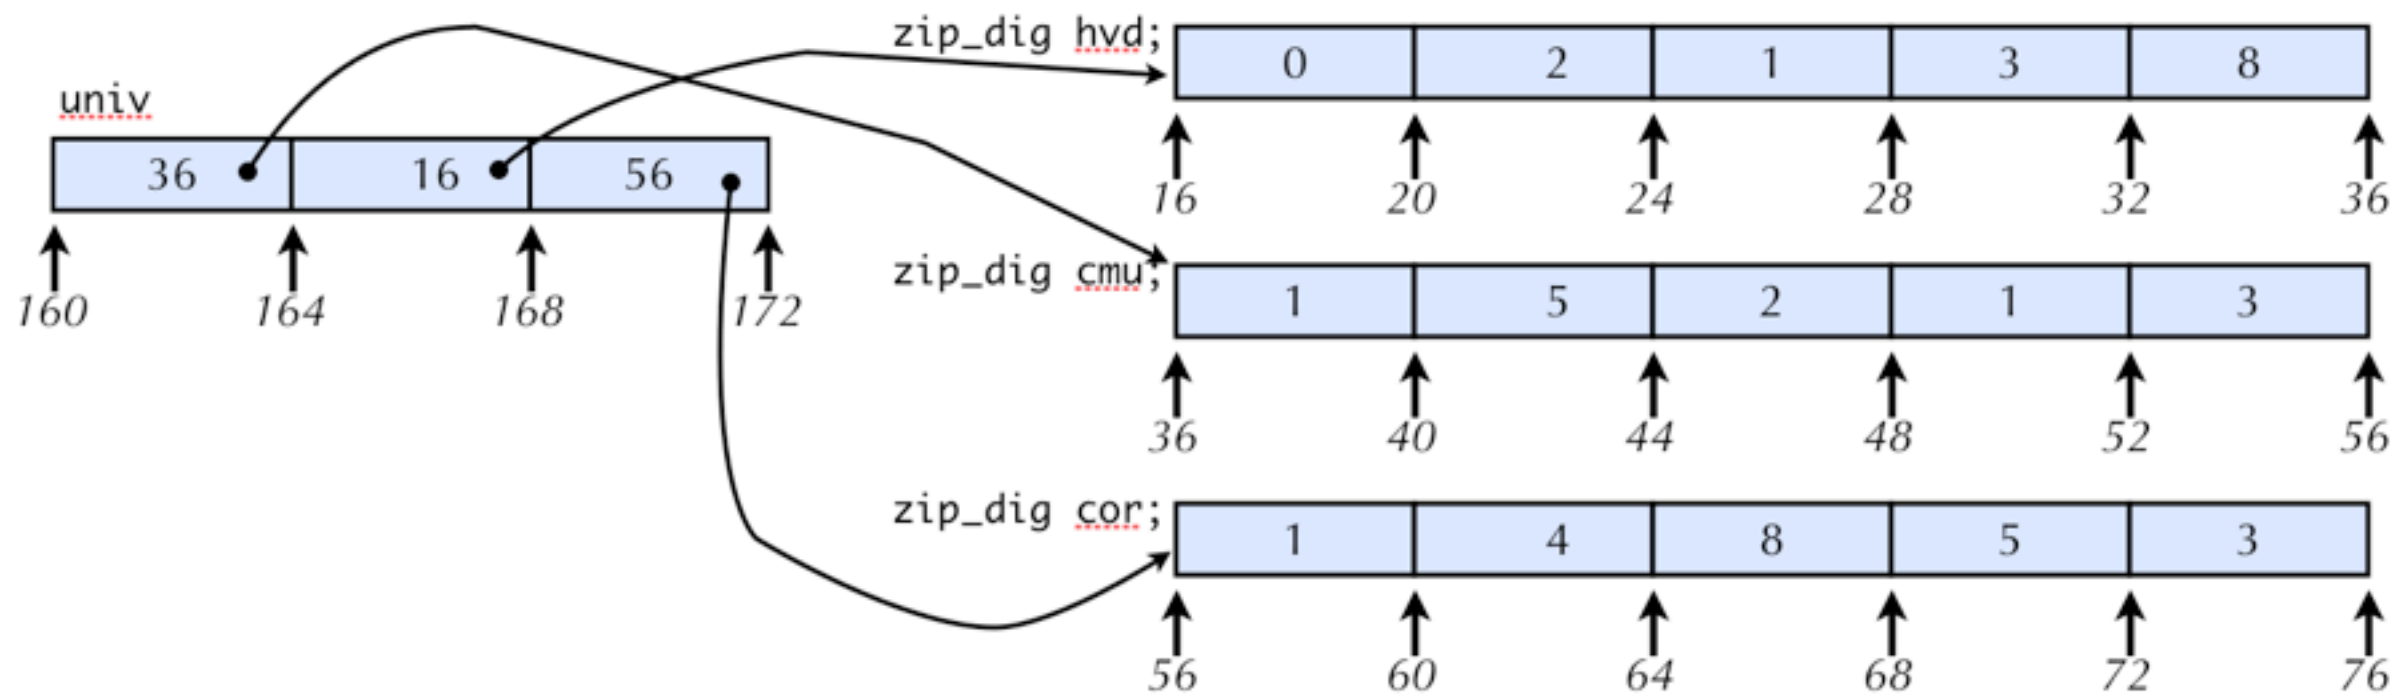 zip_dig hvd;
0 2 1 3 8
16 20 24 28 32 36
univ
36 16 56
160 164 168 172
zip_dig cmu;
1 5 2 1 3
36 40 44 48 52 56
zip_dig cor;
1 4 8 5 3
56 60 64 68 72 76